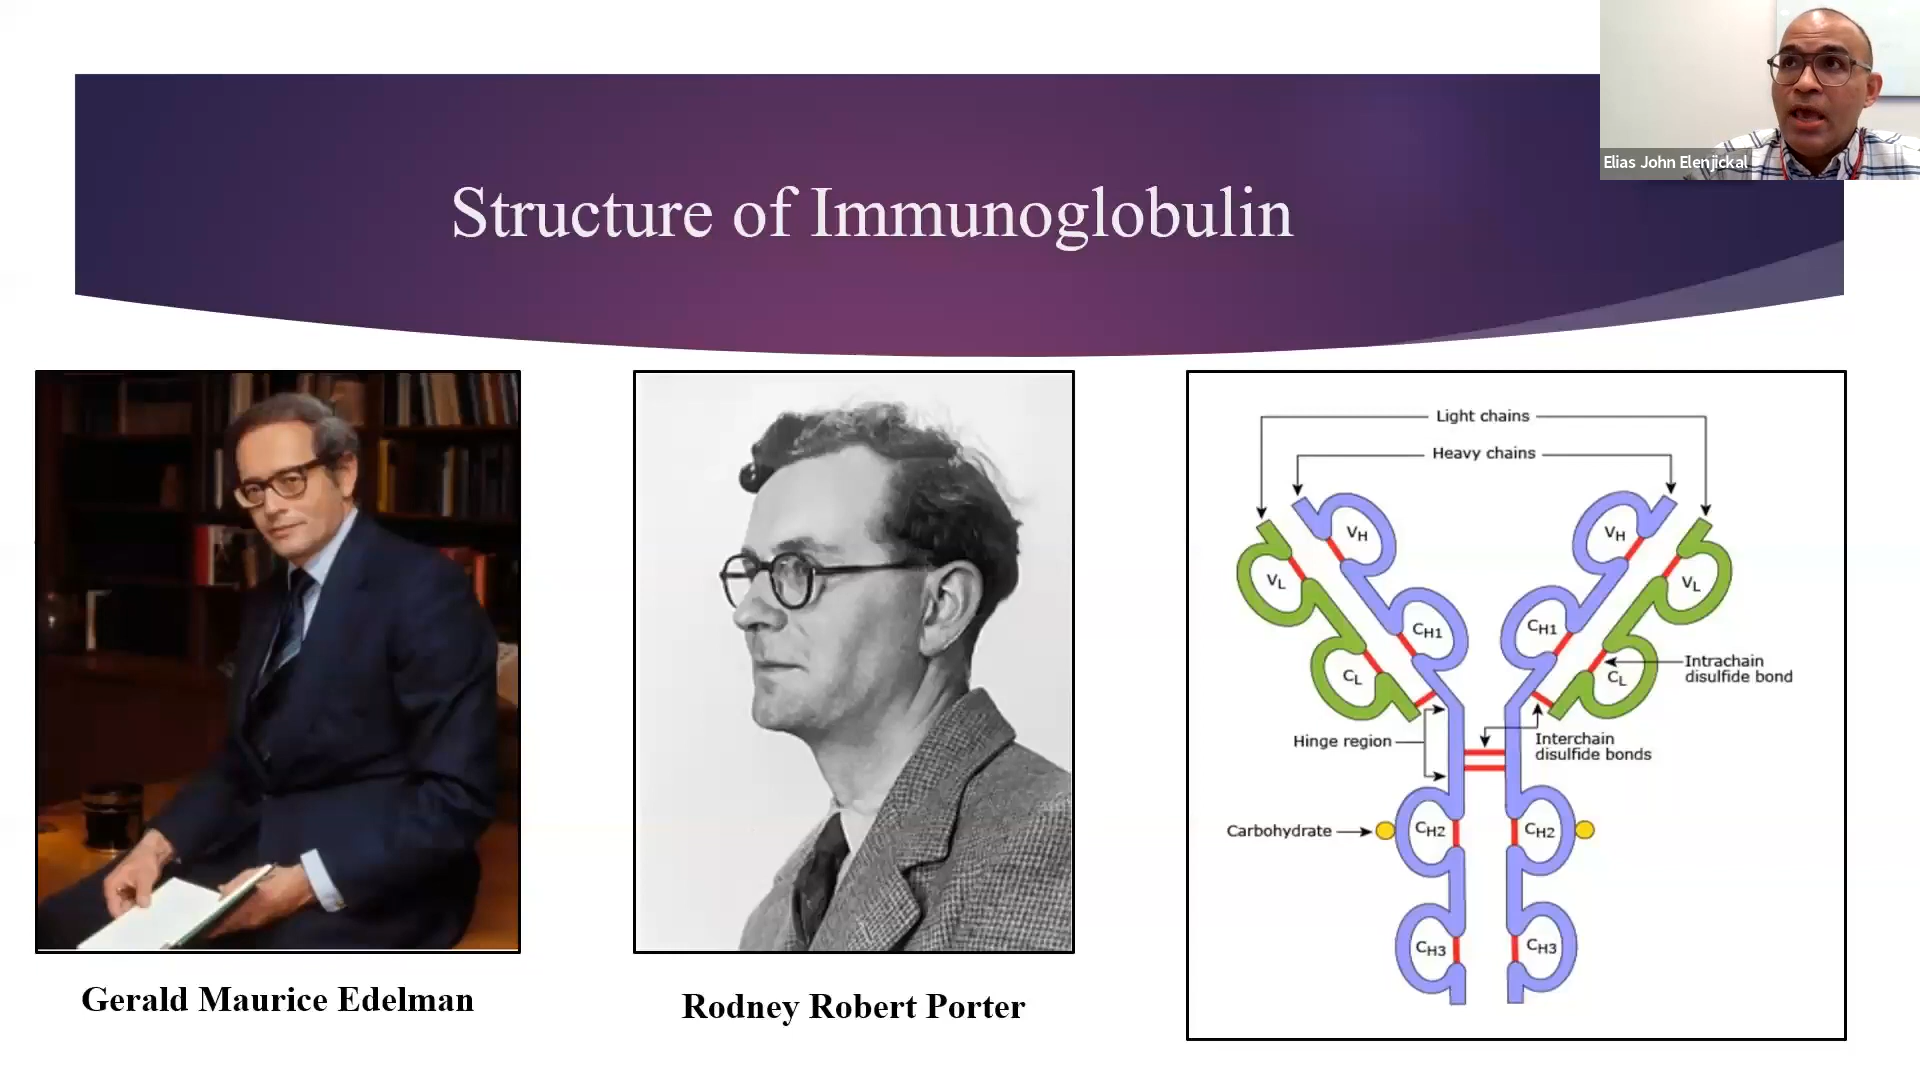 Elias John Elenjickal
Structure of Immunoglobulin
Gerald Maurice Edelman
Rodney Robert Porter
Light chains
Heavy chains
VH
VH
VL
VL
CH1
CH1
CL
CL
Intrachain
disulfide bond
Hinge region
Interchain
disulfide bonds
Carbohydrate
CH2
CH2
CH3
CH3